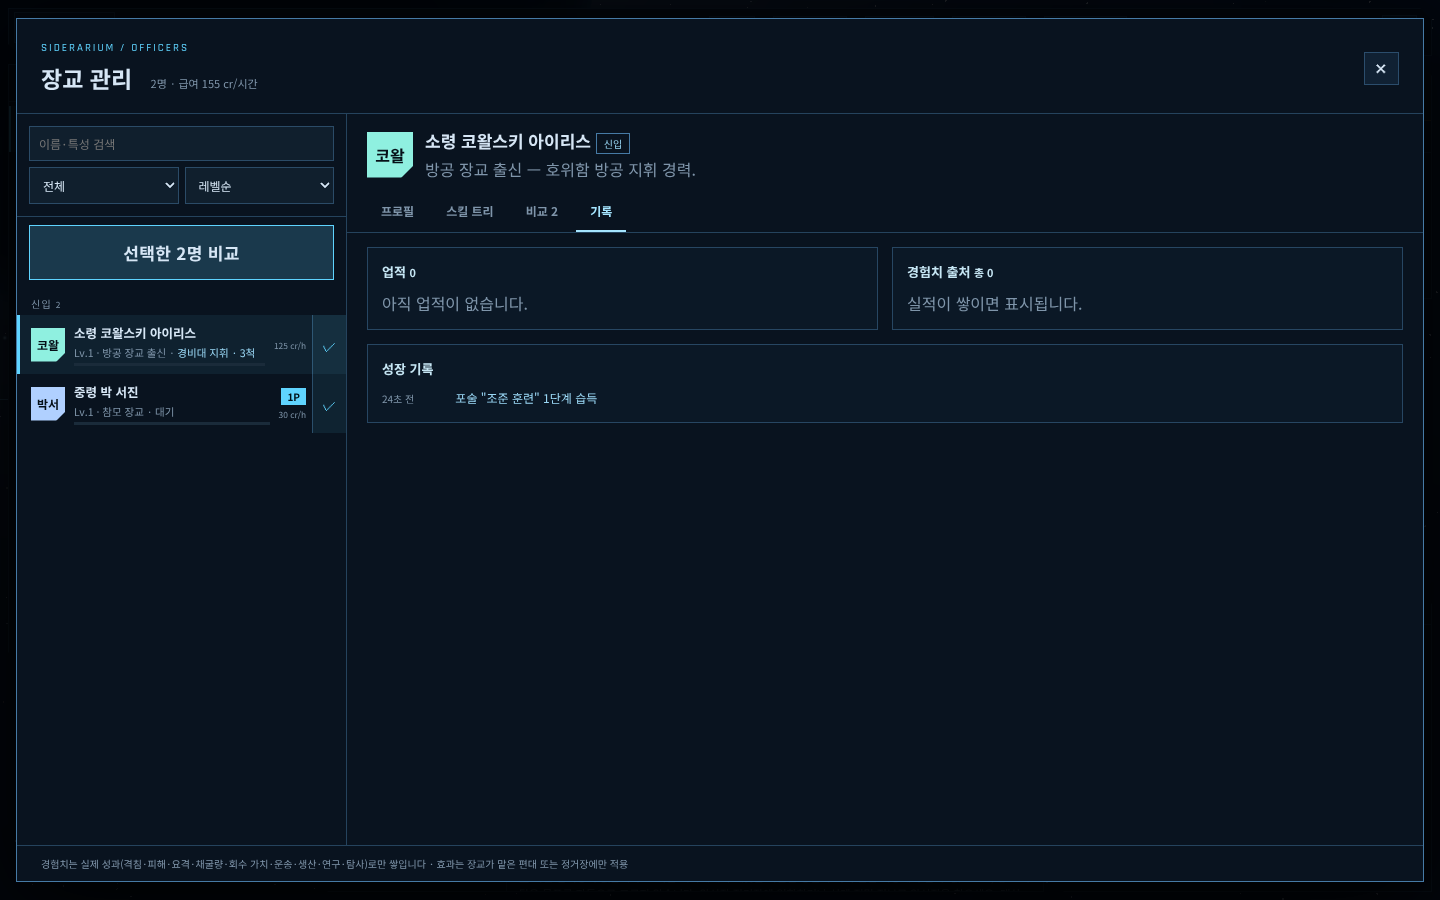 SIDERARIUM / OFFICERS
장교 관리 2명 · 급여 155 cr/시간
×
이름·특성 검색
전체 레벨순
선택한 2명 비교
신입 2
코왈 소령 코왈스키 아이리스
Lv.1 · 방공 장교 출신 · 경비대 지휘 · 3척 125 cr/h ✓
박서 중령 박 서진 1P
Lv.1 · 참모 장교 · 대기 30 cr/h ✓
코왈 소령 코왈스키 아이리스 신입
방공 장교 출신 — 호위함 방공 지휘 경력.
프로필 스킬 트리 비교 2 기록
업적 0
아직 업적이 없습니다.
경험치 출처 총 0
실적이 쌓이면 표시됩니다.
성장 기록
24초 전 포술 "조준 훈련" 1단계 습득
경험치는 실제 성과(격침·피해·요격·채굴량·회수 가치·운송·생산·연구·탐사)로만 쌓입니다 · 효과는 장교가 맡은 편대 또는 정거장에만 적용